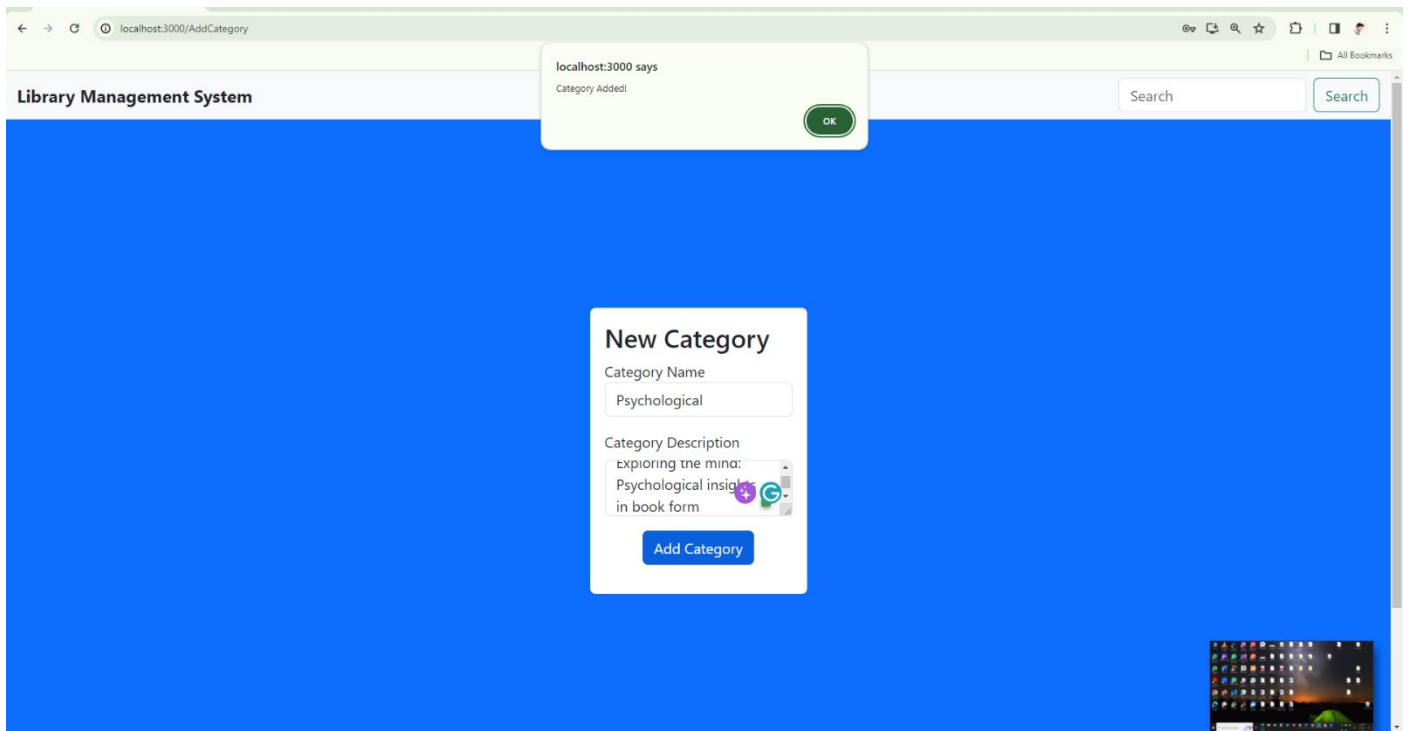 localhost:3000/AddCategory
All Bookmarks
localhost:3000 says
Category Added!
OK
Library Management System
Search
Search
New Category
Category Name
Psychological
Category Description
Exploring the mind:
Psychological insights
in book form
Add Category